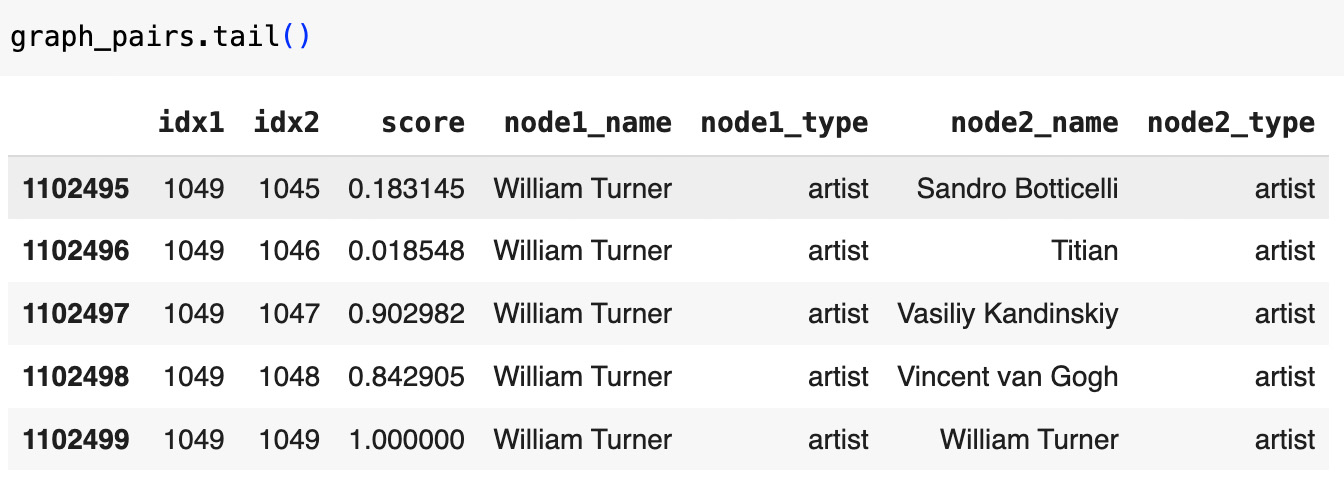 graph_pairs.tail()
idx1 idx2 score node1_name node1_type node2_name node2_type
1102495 1049 1045 0.183145 William Turner artist Sandro Botticelli artist
1102496 1049 1046 0.018548 William Turner artist Titian artist
1102497 1049 1047 0.902982 William Turner artist Vasiliy Kandinskiy artist
1102498 1049 1048 0.842905 William Turner artist Vincent van Gogh artist
1102499 1049 1049 1.000000 William Turner artist William Turner artist